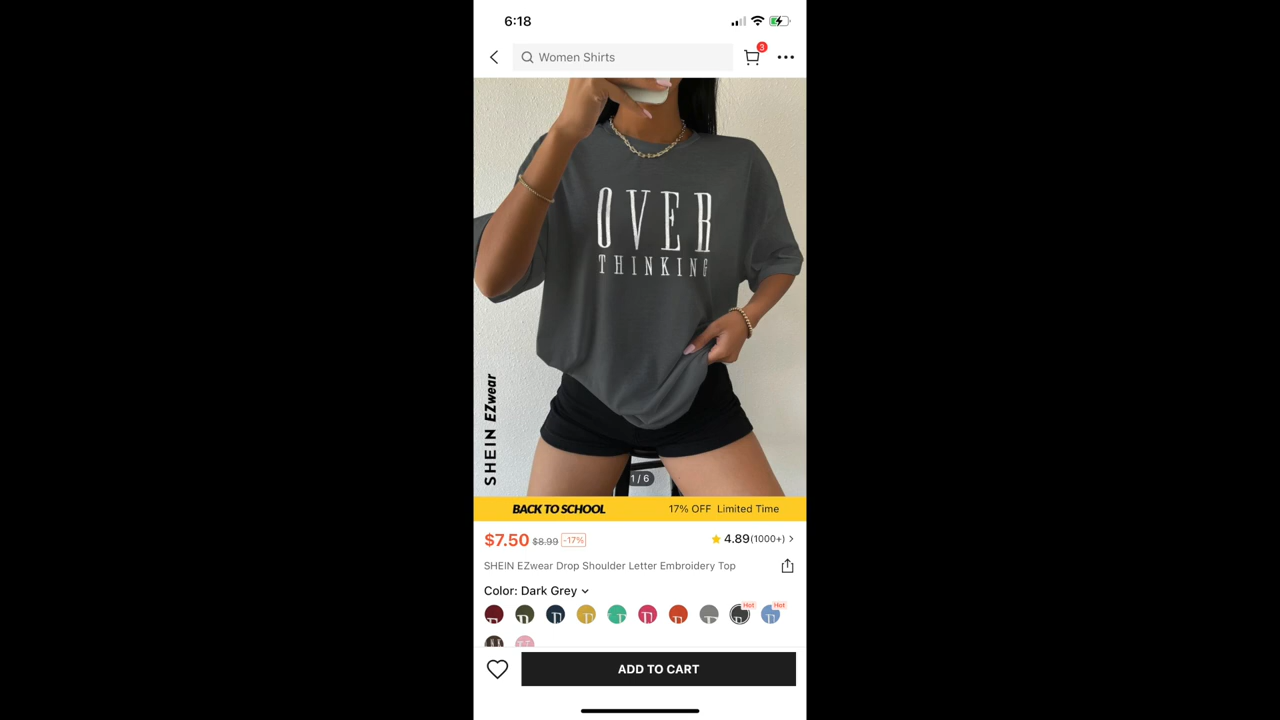 6:18
Women Shirts
3
OVER
THINKING
SHEIN EZwear
1/6
BACK TO SCHOOL
17% OFF Limited Time
$7.50 $8.99 -17%
4.89(1000+)
SHEIN EZwear Drop Shoulder Letter Embroidery Top
Color: Dark Grey
Hot
Hot
ADD TO CART